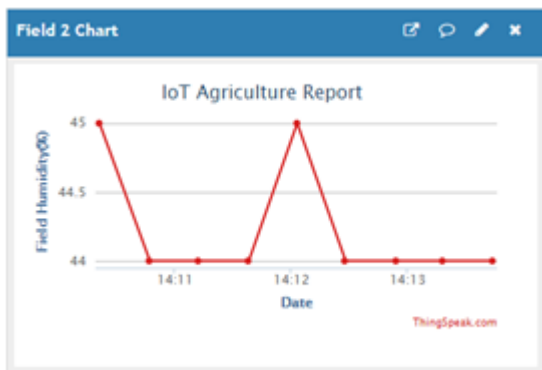 Field 2 Chart
IoT Agriculture Report
Field Humidity(%)
45
44.5
44
14:11
14:12
14:13
Date
ThingSpeak.com